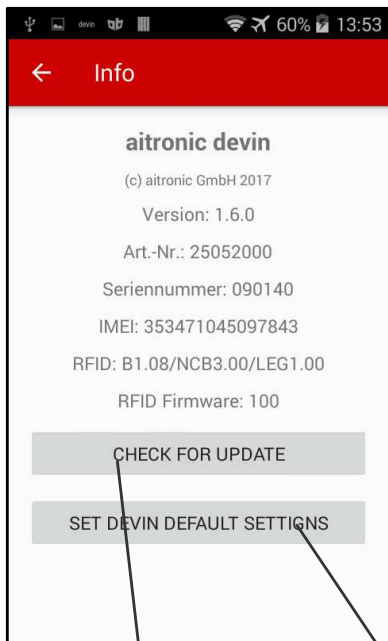 devin 60% 13:53
Info
aitronic devin
(c) aitronic GmbH 2017
Version: 1.6.0
Art.-Nr.: 25052000
Seriennummer: 090140
IMEI: 353471045097843
RFID: B1.08/NCB3.00/LEG1.00
RFID Firmware: 100
CHECK FOR UPDATE
SET DEVIN DEFAULT SETTIGNS